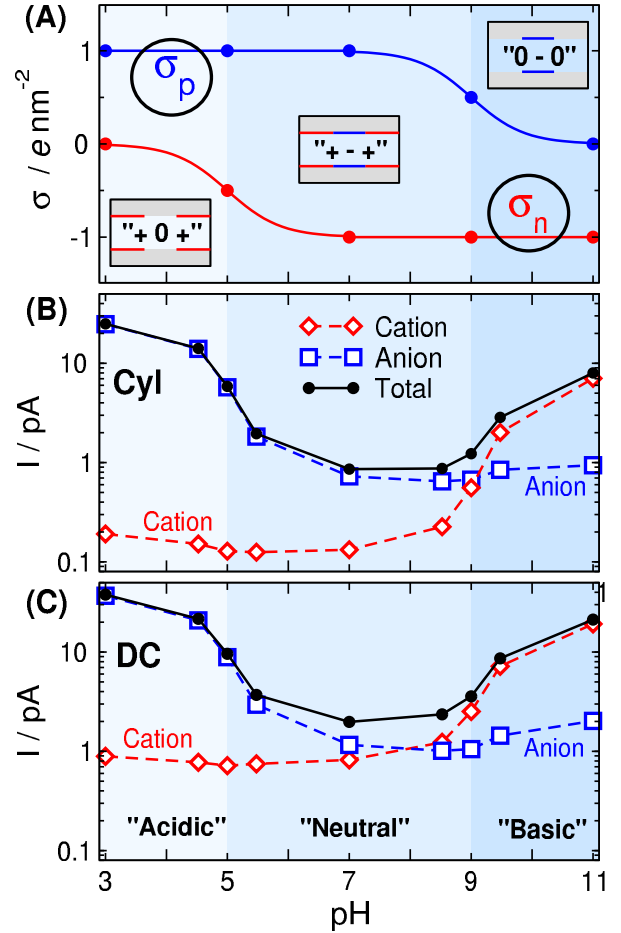 (A)
σ / e nm⁻²
1
0
-1
σp
"0 - 0"
"+ - +"
"+ 0 +"
σn
(B)
I / pA
10
1
0.1
Cyl
Cation
Anion
Total
Cation
Anion
(C)
I / pA
10
1
0.1
DC
1
Cation
Anion
"Acidic"
"Neutral"
"Basic"
3
5
7
9
11
pH